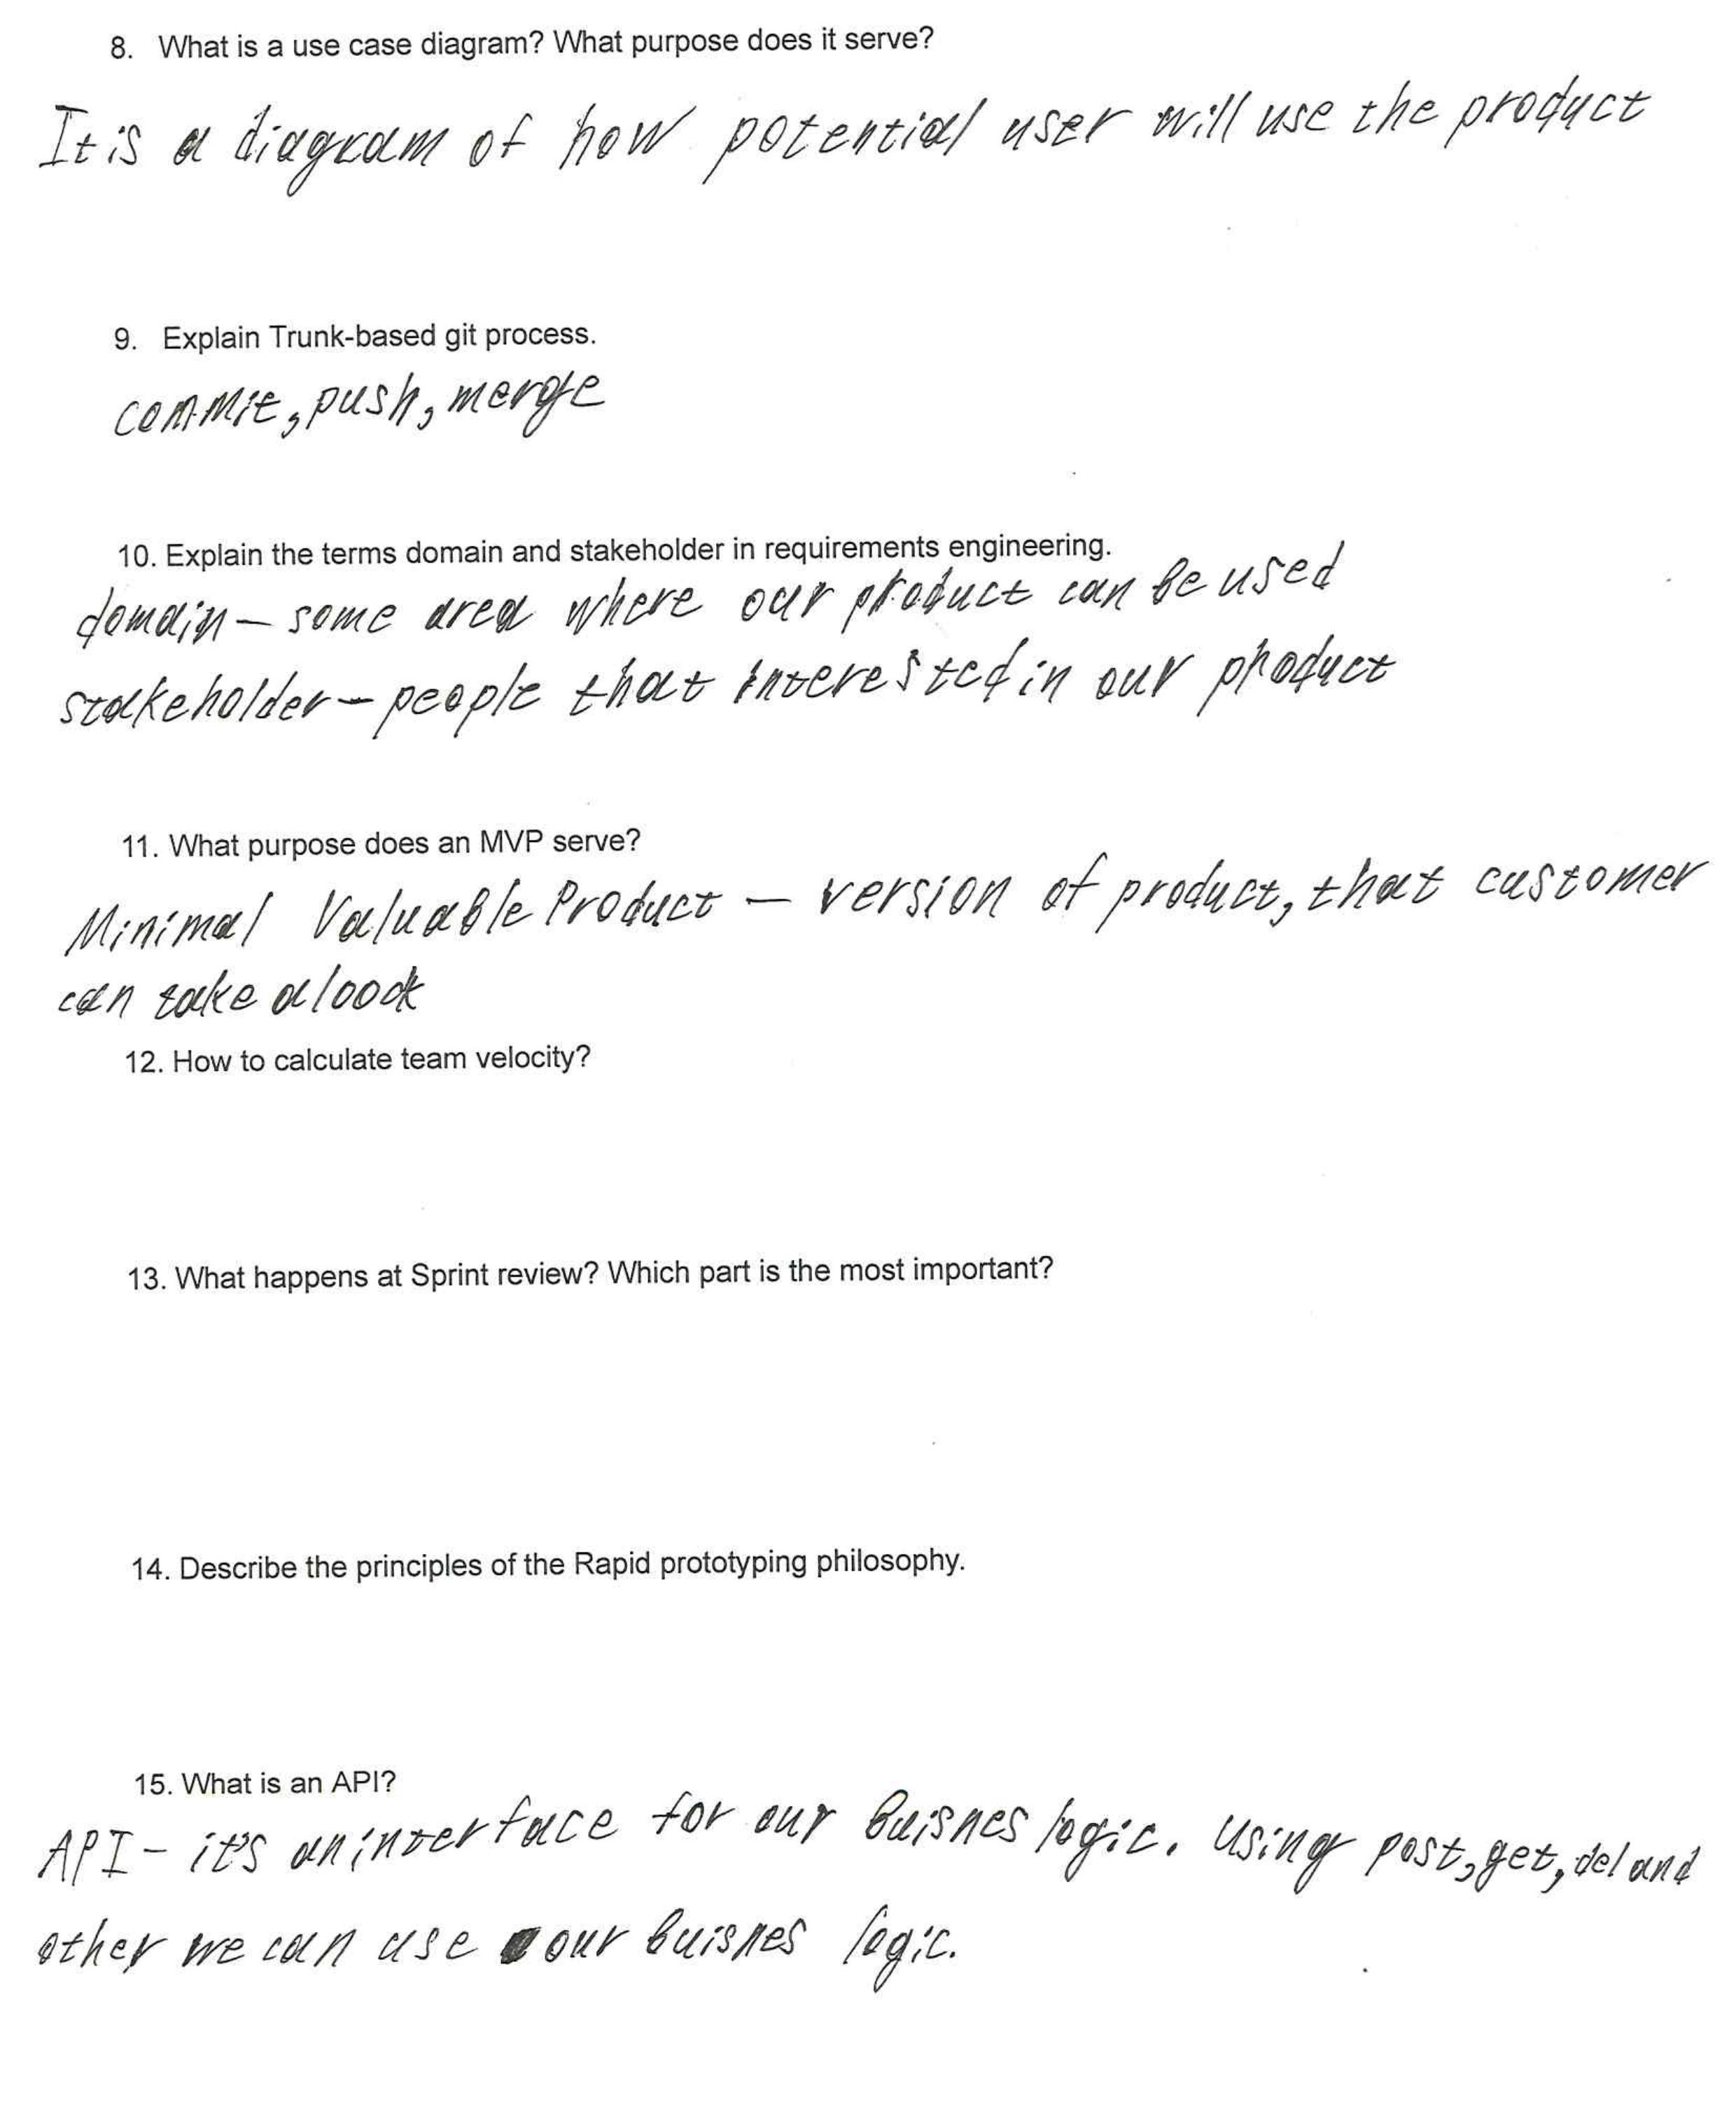 8. What is a use case diagram? What purpose does it serve?
It is a diagram of how potential user will use the product
9. Explain Trunk-based git process.
commit, push, merge
10. Explain the terms domain and stakeholder in requirements engineering.
domain – some area where our product can be used
stakeholder – people that interested in our product
11. What purpose does an MVP serve?
Minimal Valuable Product – version of product, that customer
can take a look
12. How to calculate team velocity?
13. What happens at Sprint review? Which part is the most important?
14. Describe the principles of the Rapid prototyping philosophy.
15. What is an API?
API – it's an interface for our buisnes logic. Using post, get, del and
other we can use our buisnes logic.